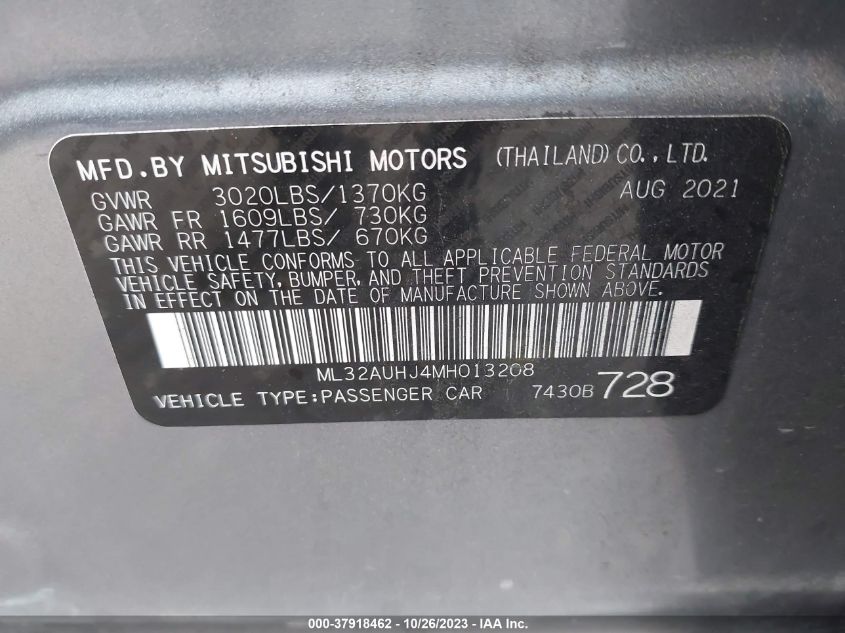 MFD.BY MITSUBISHI MOTORS (THAILAND)CO.,LTD.
GVWR 3020LBS/1370KG AUG 2021
GAWR FR 1609LBS/ 730KG
GAWR RR 1477LBS/ 670KG
THIS VEHICLE CONFORMS TO ALL APPLICABLE FEDERAL MOTOR
VEHICLE SAFETY, BUMPER, AND THEFT PREVENTION STANDARDS
IN EFFECT ON THE DATE OF MANUFACTURE SHOWN ABOVE.
ML32AUHJ4MH013208
VEHICLE TYPE:PASSENGER CAR 7430B 728
000-37918462 - 10/26/2023 - IAA Inc.